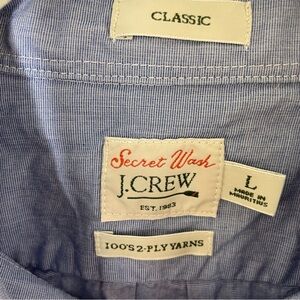 CLASSIC
Secret Wash
J.CREW
EST. 1983
L
MADE IN
MAURITIUS
100'S 2-PLY YARNS